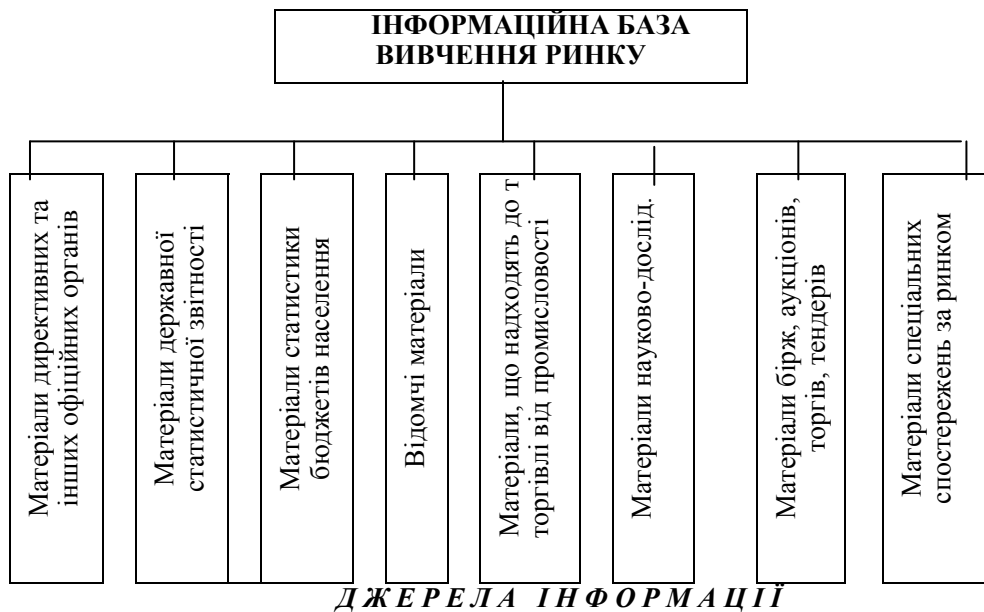 ІНФОРМАЦІЙНА БАЗА
ВИВЧЕННЯ РИНКУ
Матеріали директивних та
інших офіційних органів
Матеріали державної
статистичної звітності
Матеріали статистики
бюджетів населення
Відомчі матеріали
Матеріали, що надходять до т
торгівлі від промисловості
Матеріали науково-дослід.
Матеріали бірж, аукціонів,
торгів, тендерів
Матеріали спеціальних
спостережень за ринком
ДЖЕРЕЛА ІНФОРМАЦІЇ